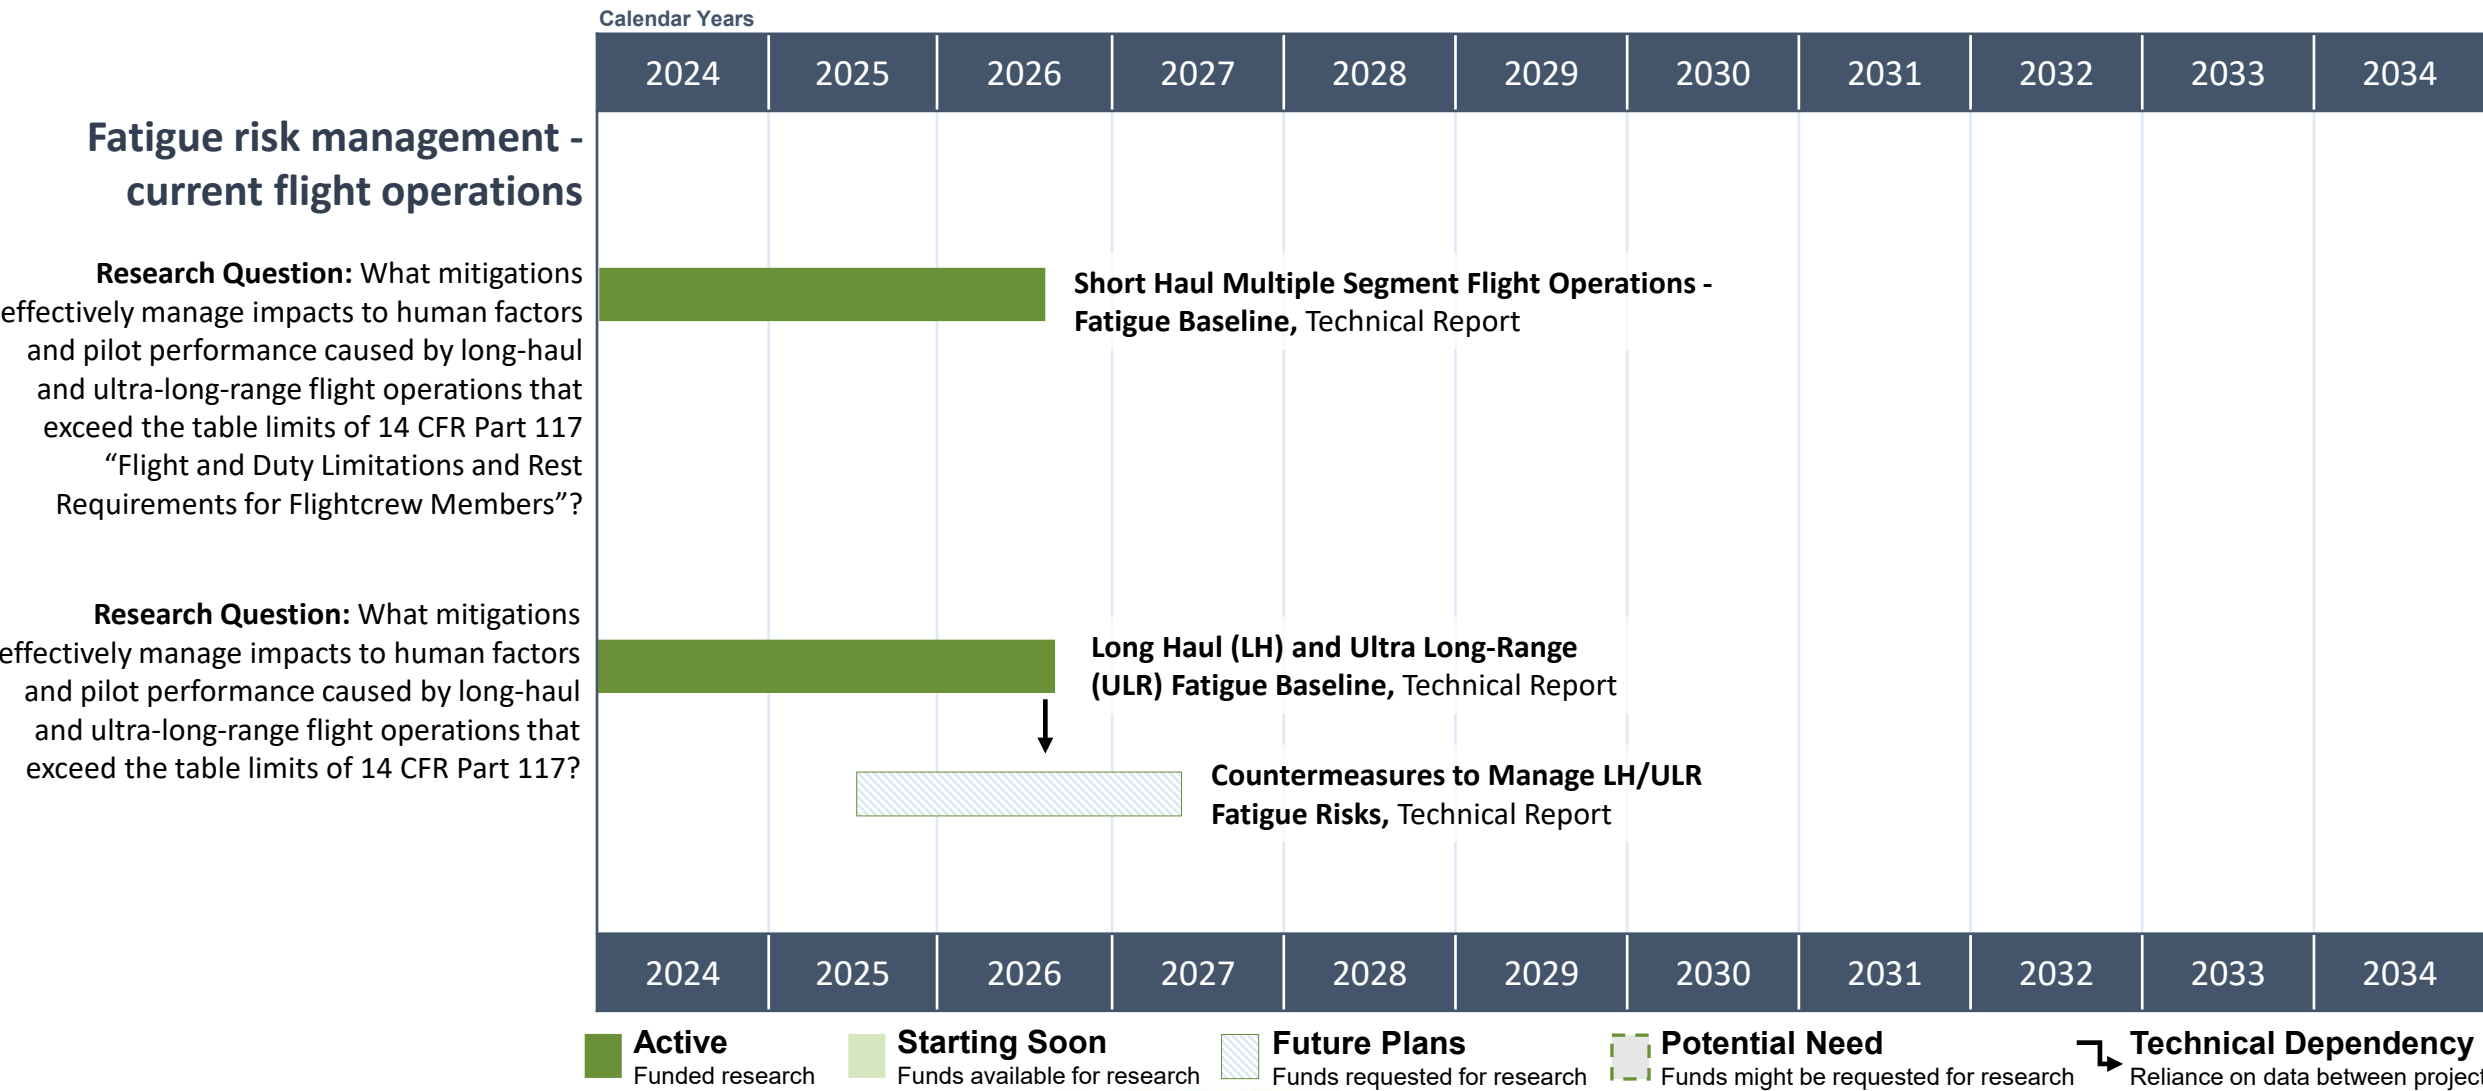 Calendar Years
2024 2025 2026 2027 2028 2029 2030 2031 2032 2033 2034
Fatigue risk management -
current flight operations
Research Question: What mitigations
effectively manage impacts to human factors
and pilot performance caused by long-haul
and ultra-long-range flight operations that
exceed the table limits of 14 CFR Part 117
“Flight and Duty Limitations and Rest
Requirements for Flightcrew Members”?
Short Haul Multiple Segment Flight Operations -
Fatigue Baseline, Technical Report
Research Question: What mitigations
effectively manage impacts to human factors
and pilot performance caused by long-haul
and ultra-long-range flight operations that
exceed the table limits of 14 CFR Part 117?
Long Haul (LH) and Ultra Long-Range
(ULR) Fatigue Baseline, Technical Report
Countermeasures to Manage LH/ULR
Fatigue Risks, Technical Report
2024 2025 2026 2027 2028 2029 2030 2031 2032 2033 2034
Active
Funded research
Starting Soon
Funds available for research
Future Plans
Funds requested for research
Potential Need
Funds might be requested for research
Technical Dependency
Reliance on data between project